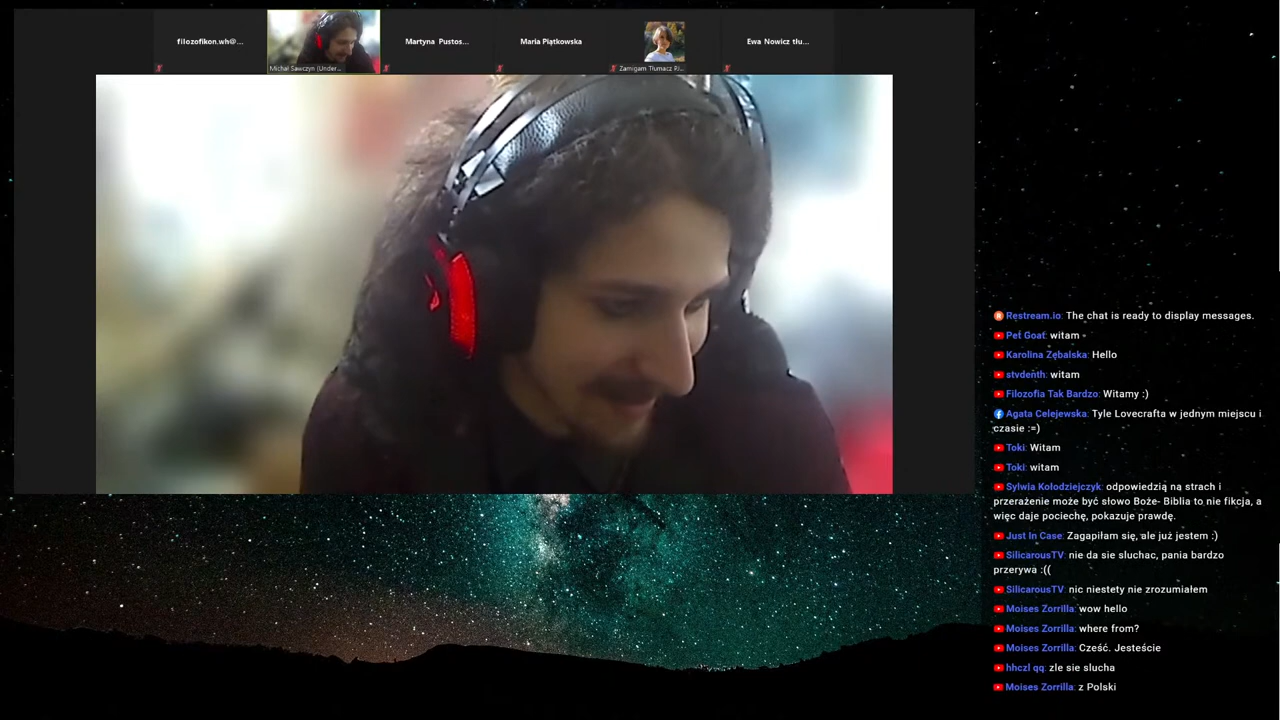 filozofikon.wh@...
Martyna Pustos...
Maria Piątkowska
Ewa Nowicz tłu...
Michał Sawczyn (Under...
Zamigam Tłumacz PJ...
Restream.io: The chat is ready to display messages.
Pet Goat: witam
Karolina Zębalska: Hello
stvdenth: witam
Filozofia Tak Bardzo: Witamy :)
Agata Celejewska: Tyle Lovecrafta w jednym miejscu i
czasie :=)
Toki: Witam
Toki: witam
Sylwia Kołodziejczyk: odpowiedzią na strach i
przerażenie może być słowo Boże- Biblia to nie fikcja, a
więc daje pociechę, pokazuje prawdę.
Just In Case: Zagapiłam się, ale już jestem :)
SilicarousTV: nie da sie sluchac, pania bardzo
przerywa :((
SilicarousTV: nic niestety nie zrozumiałem
Moises Zorrilla: wow hello
Moises Zorrilla: where from?
Moises Zorrilla: Cześć. Jesteście
hhczl qq: zle sie slucha
Moises Zorrilla: z Polski